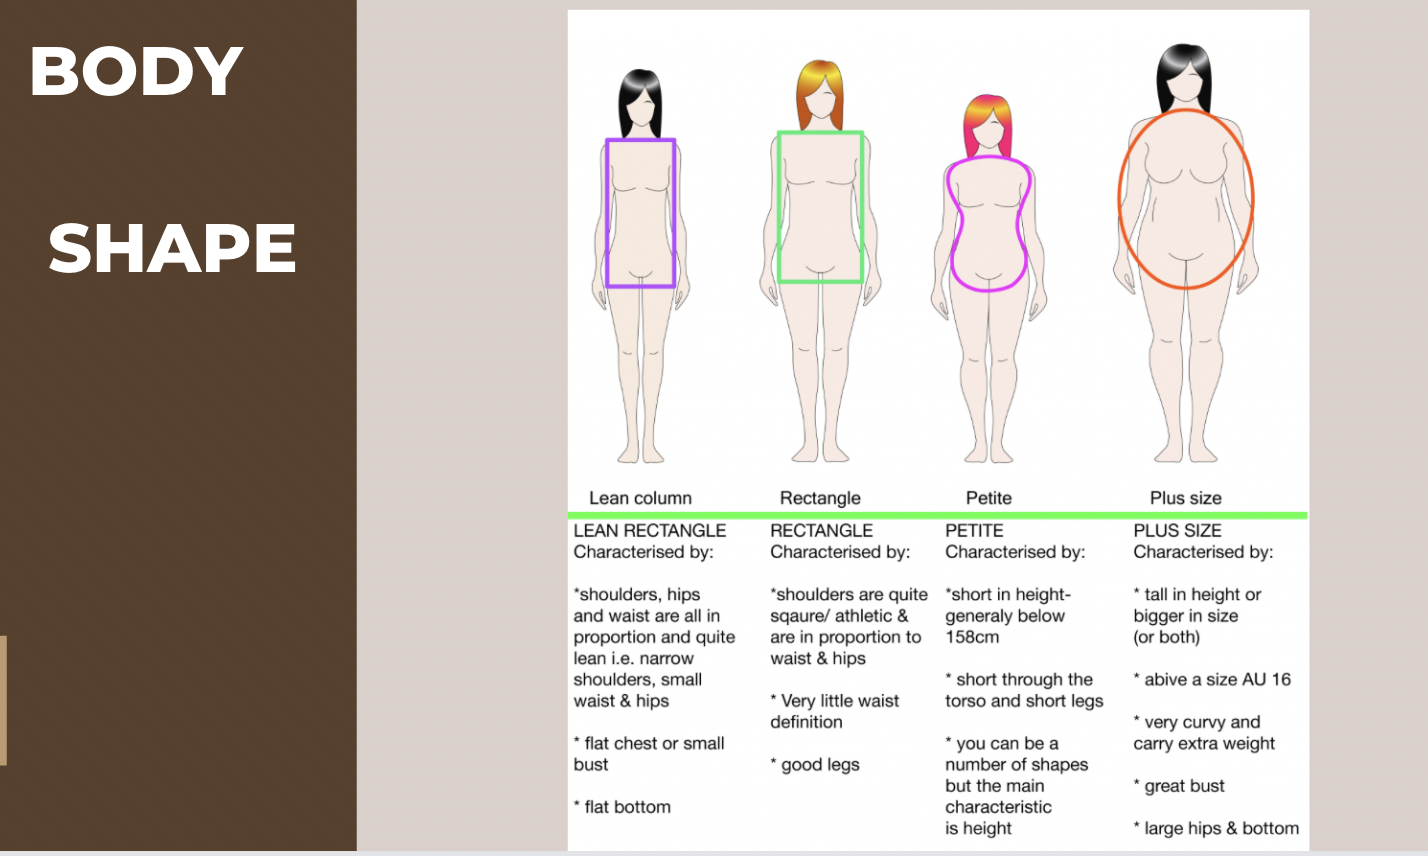 BODY
SHAPE
Lean column
Rectangle
Petite
Plus size
LEAN RECTANGLE
Characterised by:
*shoulders, hips
and waist are all in
proportion and quite
lean i.e. narrow
shoulders, small
waist & hips
* flat chest or small
bust
* flat bottom
RECTANGLE
Characterised by:
*shoulders are quite
sqaure/ athletic &
are in proportion to
waist & hips
* Very little waist
definition
* good legs
PETITE
Characterised by:
*short in height-
generaly below
158cm
* short through the
torso and short legs
* you can be a
number of shapes
but the main
characteristic
is height
PLUS SIZE
Characterised by:
* tall in height or
bigger in size
(or both)
* abive a size AU 16
* very curvy and
carry extra weight
* great bust
* large hips & bottom